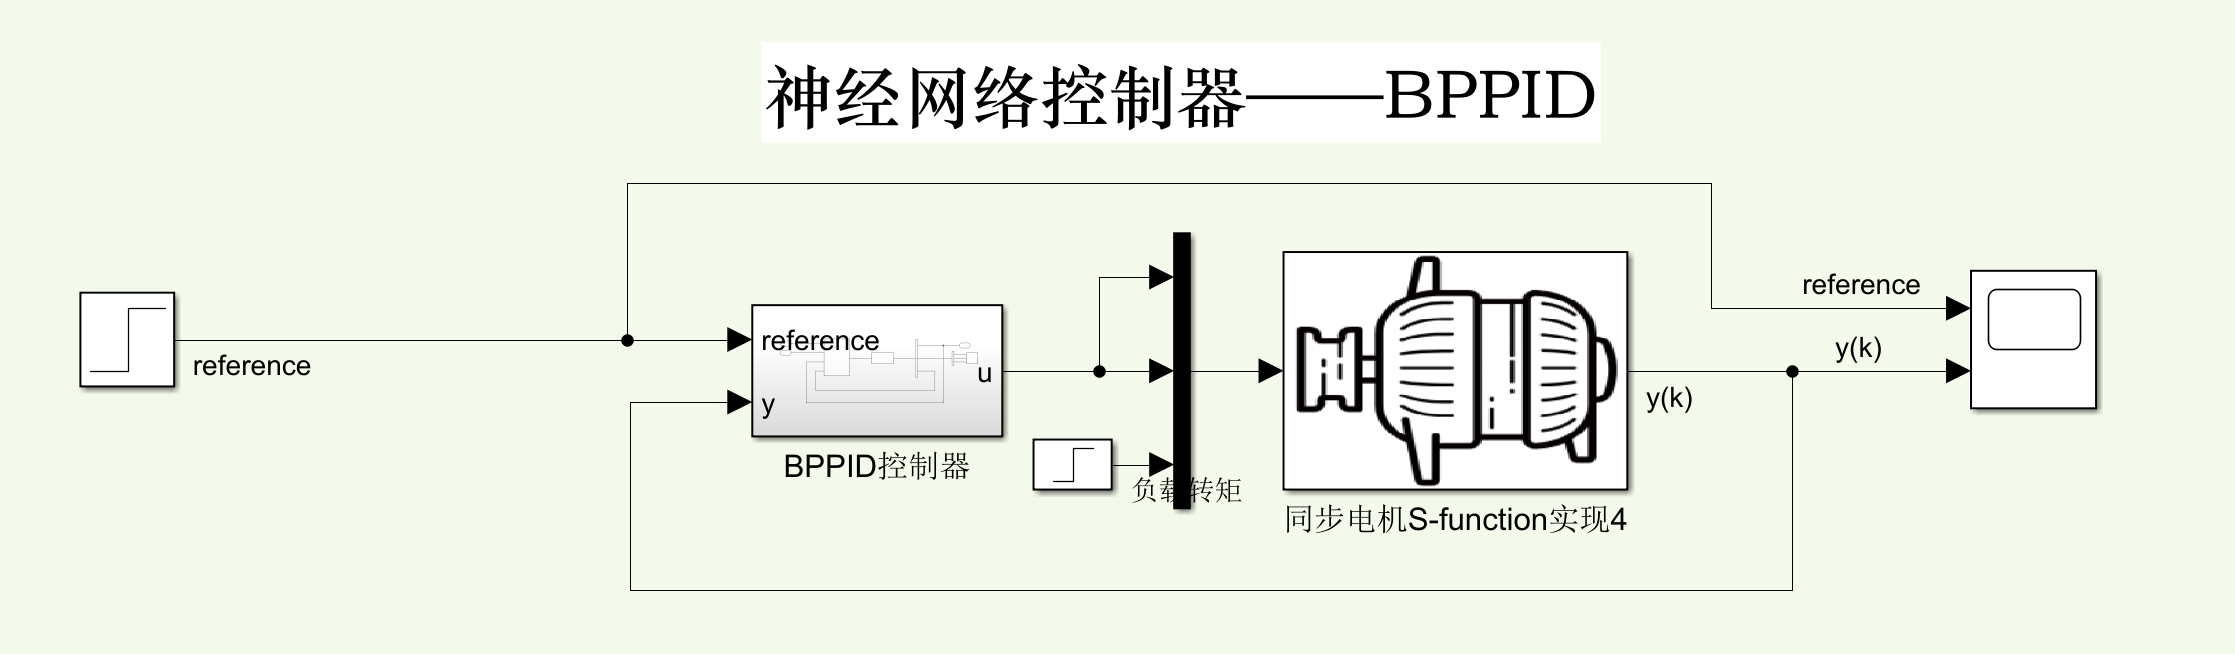 神经网络控制器——BPPID
reference
reference
y
u
BPPID控制器
负载转矩
同步电机S-function实现4
y(k)
reference
y(k)